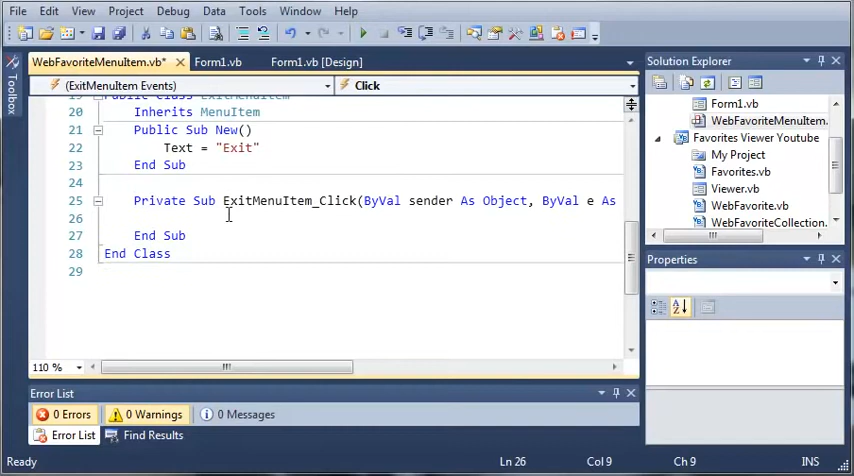 File Edit View Project Debug Data Tools Window Help
WebFavoriteMenuItem.vb* Form1.vb Form1.vb [Design]
Toolbox
(ExitMenuItem Events) Click
Public Class ExitMenuItem
20 Inherits MenuItem
21 Public Sub New()
22 Text = "Exit"
23 End Sub
24
25 Private Sub ExitMenuItem_Click(ByVal sender As Object, ByVal e As
26
27 End Sub
28 End Class
29
110 %
Solution Explorer
Form1.vb
WebFavoriteMenuItem.
Favorites Viewer Youtube
My Project
Favorites.vb
Viewer.vb
WebFavorite.vb
WebFavoriteCollection.
Properties
Error List
0 Errors 0 Warnings 0 Messages
Error List Find Results
Ready Ln 26 Col 9 Ch 9 INS